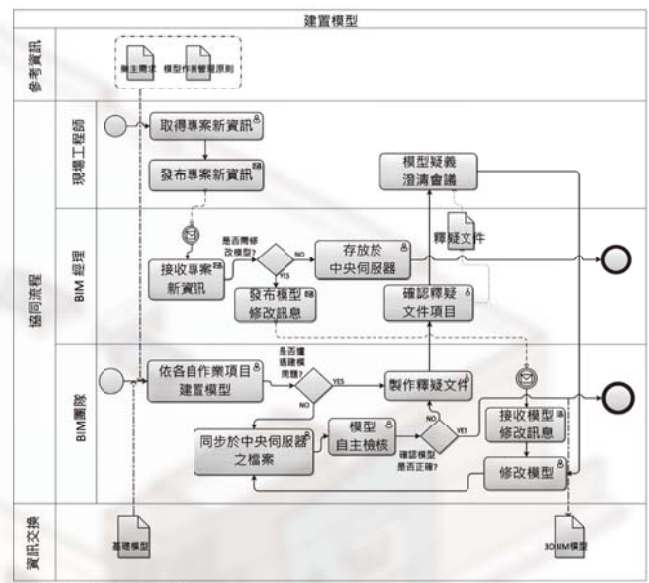 建置模型
參考資訊
業主需求
模型作業管理原則
協同流程
現場工程師
取得專案新資訊
發布專案新資訊
模型疑義
澄清會議
釋疑文件
BIM 經理
接收專案
新資訊
是否需修
改模型?
NO
YES
存放於
中央伺服器
發布模型
修改訊息
確認釋疑
文件項目
BIM團隊
依各自作業項目
建置模型
是否遭
遇建模
問題?
YES
NO
製作釋疑文件
同步於中央伺服器
之檔案
模型
自主檢核
NO
YES
確認模型
是否正確?
接收模型
修改訊息
修改模型
資訊交換
基礎模型
3D BIM模型